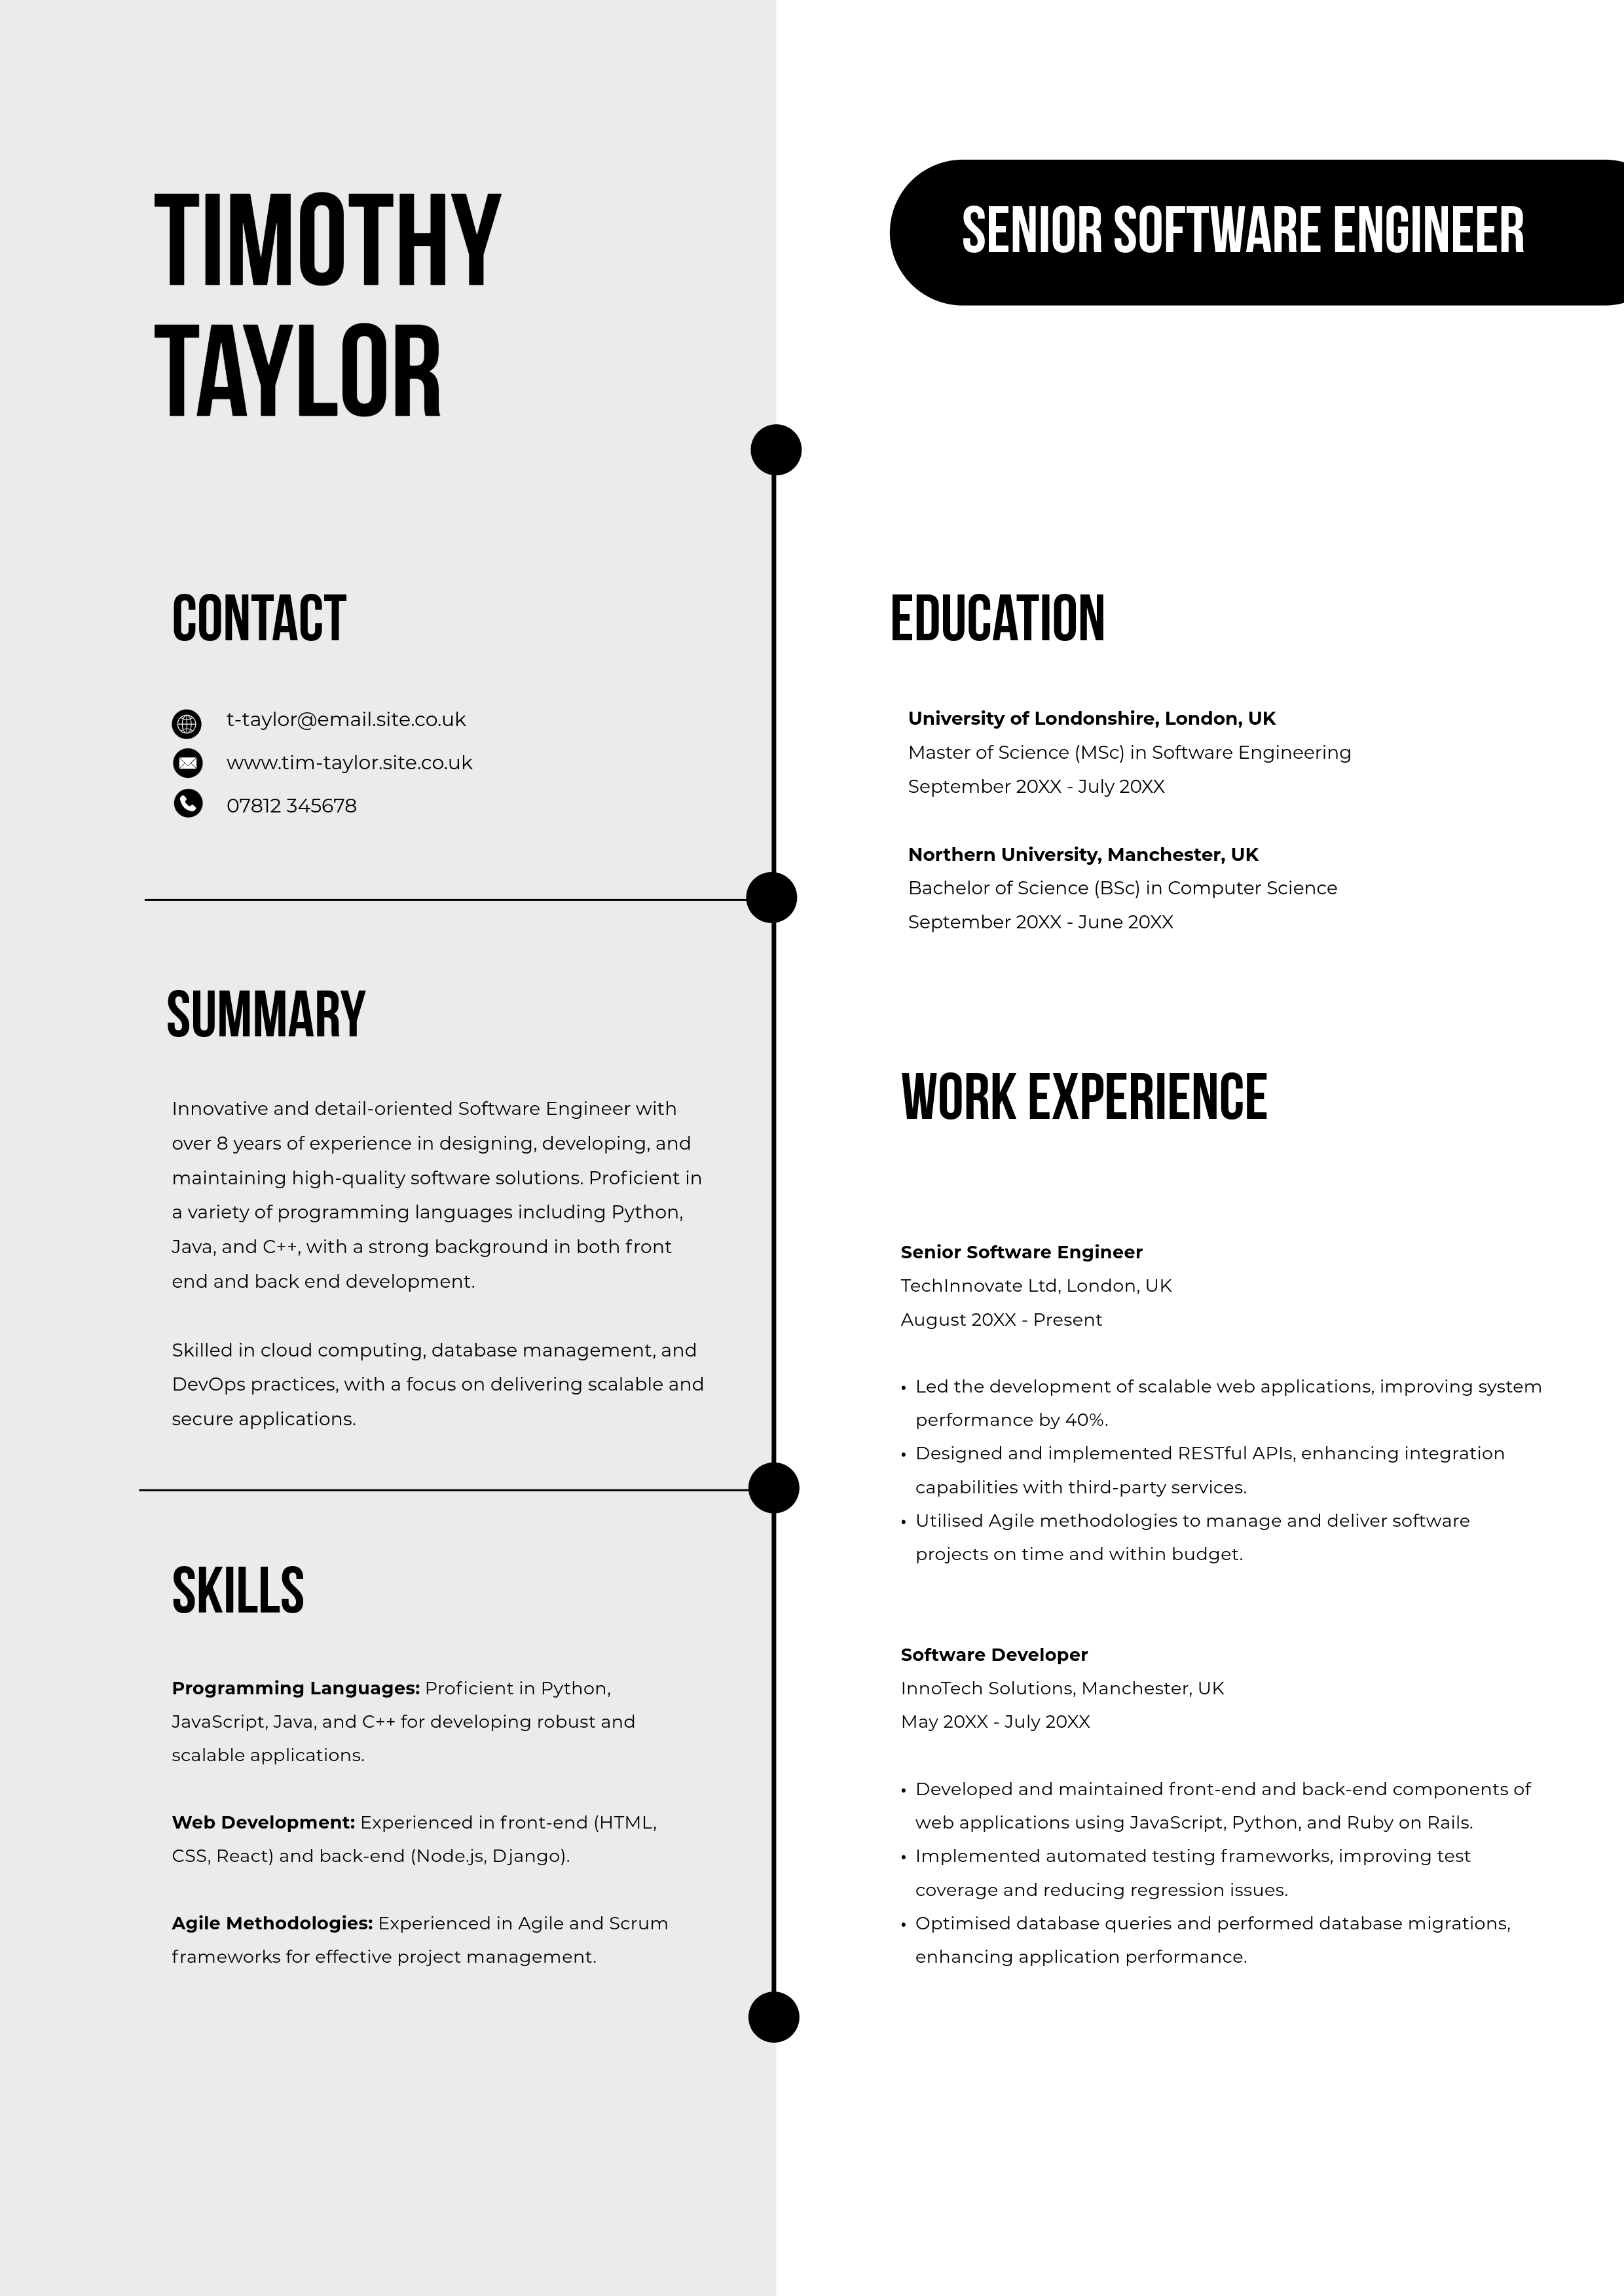 TIMOTHY
TAYLOR
SENIOR SOFTWARE ENGINEER
CONTACT
t-taylor@email.site.co.uk
www.tim-taylor.site.co.uk
07812 345678
SUMMARY
Innovative and detail-oriented Software Engineer with
over 8 years of experience in designing, developing, and
maintaining high-quality software solutions. Proficient in
a variety of programming languages including Python,
Java, and C++, with a strong background in both front
end and back end development.
Skilled in cloud computing, database management, and
DevOps practices, with a focus on delivering scalable and
secure applications.
SKILLS
Programming Languages: Proficient in Python,
JavaScript, Java, and C++ for developing robust and
scalable applications.
Web Development: Experienced in front-end (HTML,
CSS, React) and back-end (Node.js, Django).
Agile Methodologies: Experienced in Agile and Scrum
frameworks for effective project management.
EDUCATION
University of Londonshire, London, UK
Master of Science (MSc) in Software Engineering
September 20XX - July 20XX
Northern University, Manchester, UK
Bachelor of Science (BSc) in Computer Science
September 20XX - June 20XX
WORK EXPERIENCE
Senior Software Engineer
TechInnovate Ltd, London, UK
August 20XX - Present
• Led the development of scalable web applications, improving system
performance by 40%.
• Designed and implemented RESTful APIs, enhancing integration
capabilities with third-party services.
• Utilised Agile methodologies to manage and deliver software
projects on time and within budget.
Software Developer
InnoTech Solutions, Manchester, UK
May 20XX - July 20XX
• Developed and maintained front-end and back-end components of
web applications using JavaScript, Python, and Ruby on Rails.
• Implemented automated testing frameworks, improving test
coverage and reducing regression issues.
• Optimised database queries and performed database migrations,
enhancing application performance.